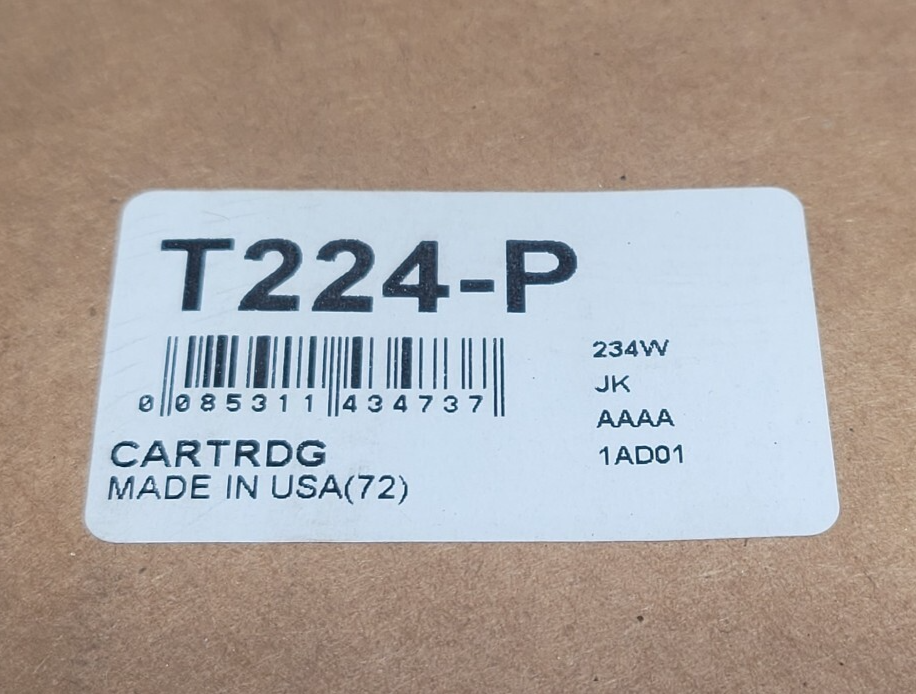 T224-P
0 085311 434737
CARTRDG
MADE IN USA(72)
234W
JK
AAAA
1AD01